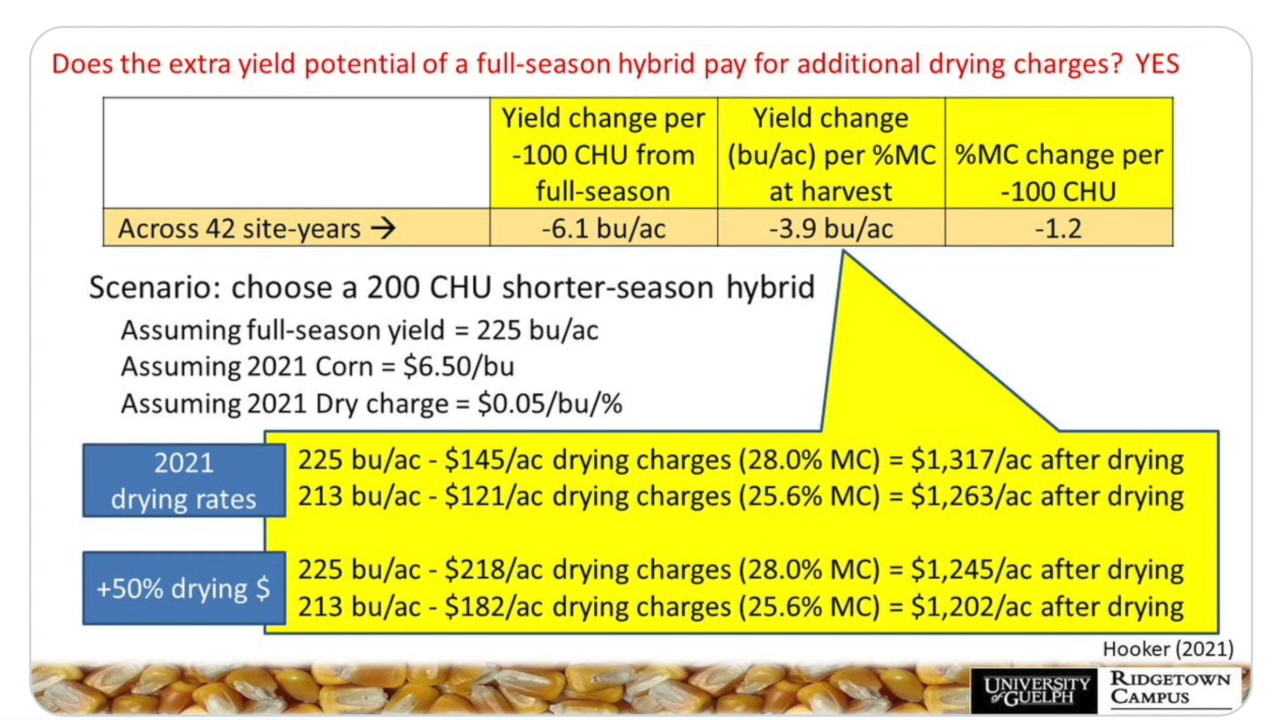 Does the extra yield potential of a full-season hybrid pay for additional drying charges? YES
Yield change per
-100 CHU from
full-season
Yield change
(bu/ac) per %MC
at harvest
%MC change per
-100 CHU
Across 42 site-years →
-6.1 bu/ac
-3.9 bu/ac
-1.2
Scenario: choose a 200 CHU shorter-season hybrid
Assuming full-season yield = 225 bu/ac
Assuming 2021 Corn = $6.50/bu
Assuming 2021 Dry charge = $0.05/bu/%
2021
drying rates
225 bu/ac - $145/ac drying charges (28.0% MC) = $1,317/ac after drying
213 bu/ac - $121/ac drying charges (25.6% MC) = $1,263/ac after drying
+50% drying $
225 bu/ac - $218/ac drying charges (28.0% MC) = $1,245/ac after drying
213 bu/ac - $182/ac drying charges (25.6% MC) = $1,202/ac after drying
Hooker (2021)
UNIVERSITY
of GUELPH
RIDGETOWN
CAMPUS